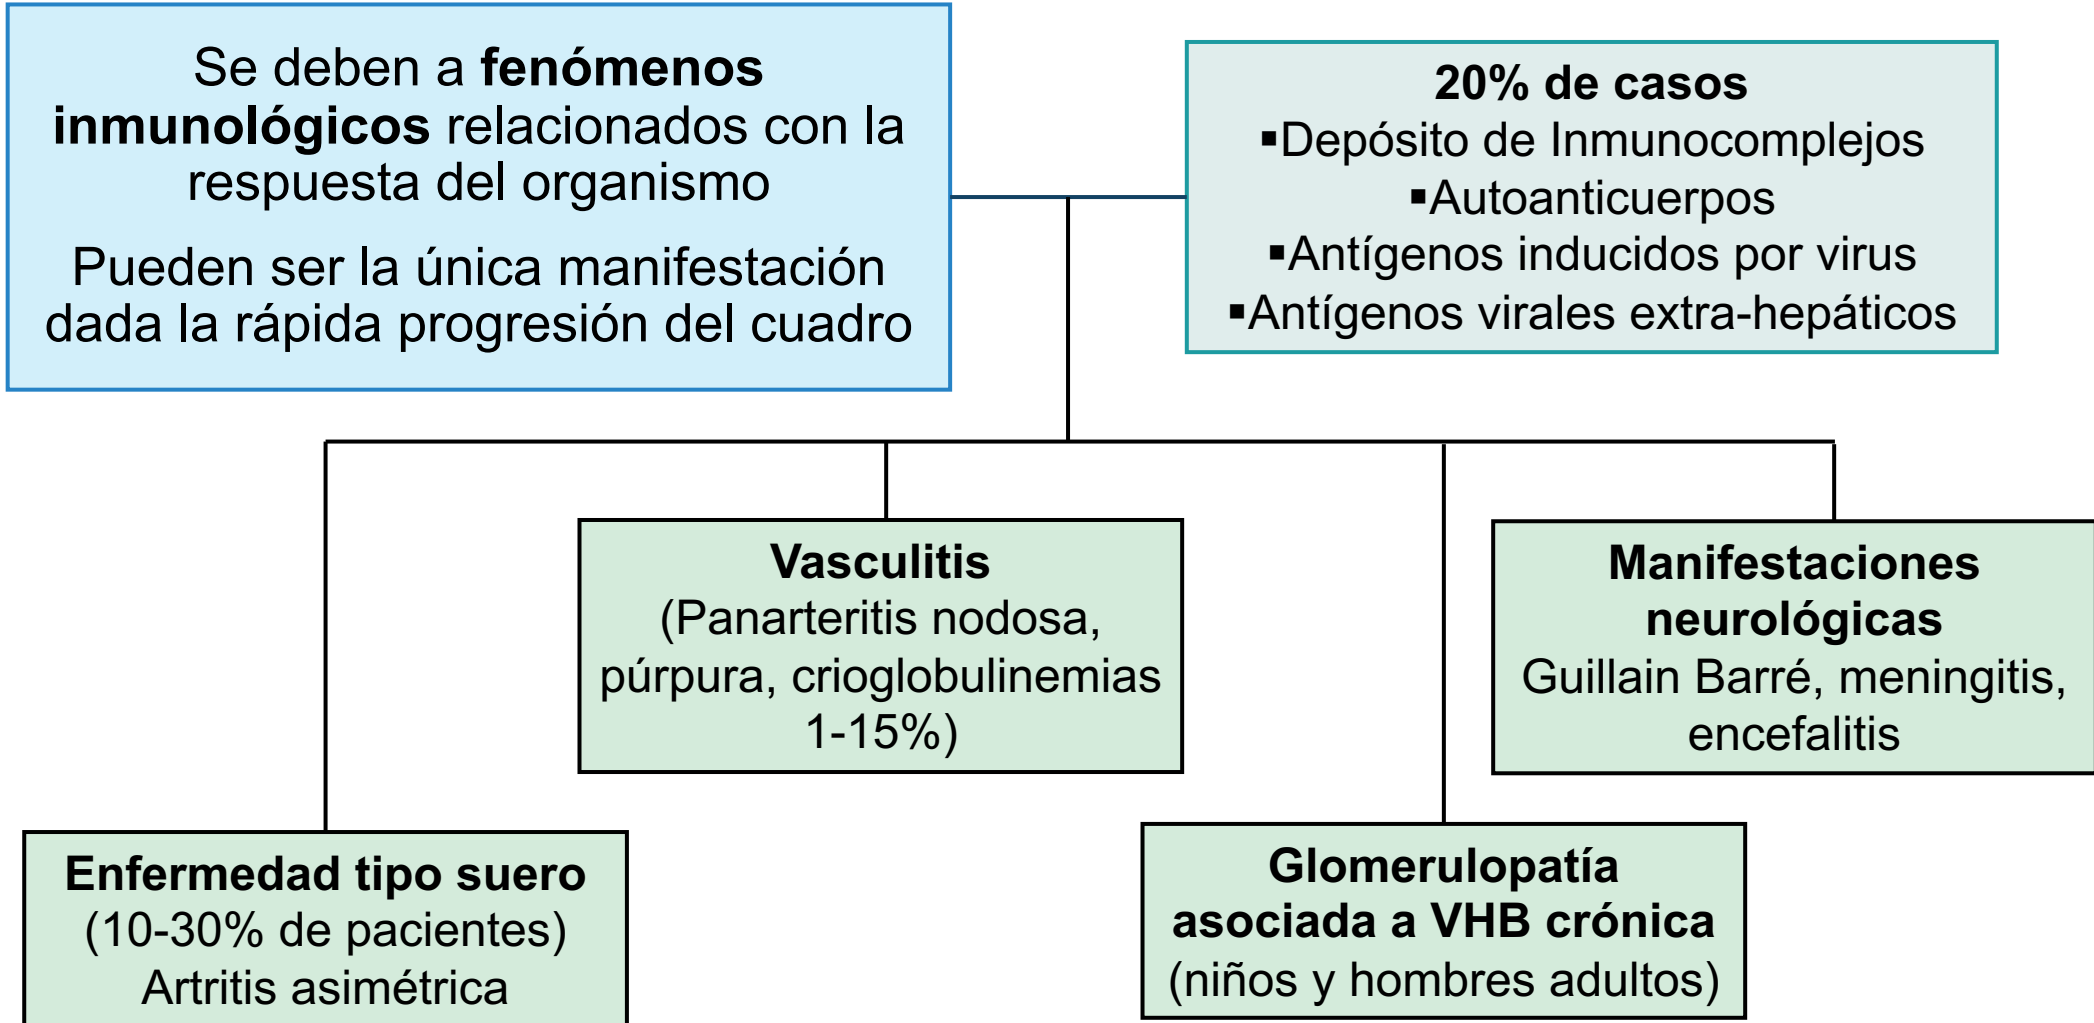 Se deben a fenómenos
inmunológicos relacionados con la
respuesta del organismo
Pueden ser la única manifestación
dada la rápida progresión del cuadro
20% de casos
▪Depósito de Inmunocomplejos
▪Autoanticuerpos
▪Antígenos inducidos por virus
▪Antígenos virales extra-hepáticos
Vasculitis
(Panarteritis nodosa,
púrpura, crioglobulinemias
1-15%)
Manifestaciones
neurológicas
Guillain Barré, meningitis,
encefalitis
Enfermedad tipo suero
(10-30% de pacientes)
Artritis asimétrica
Glomerulopatía
asociada a VHB crónica
(niños y hombres adultos)